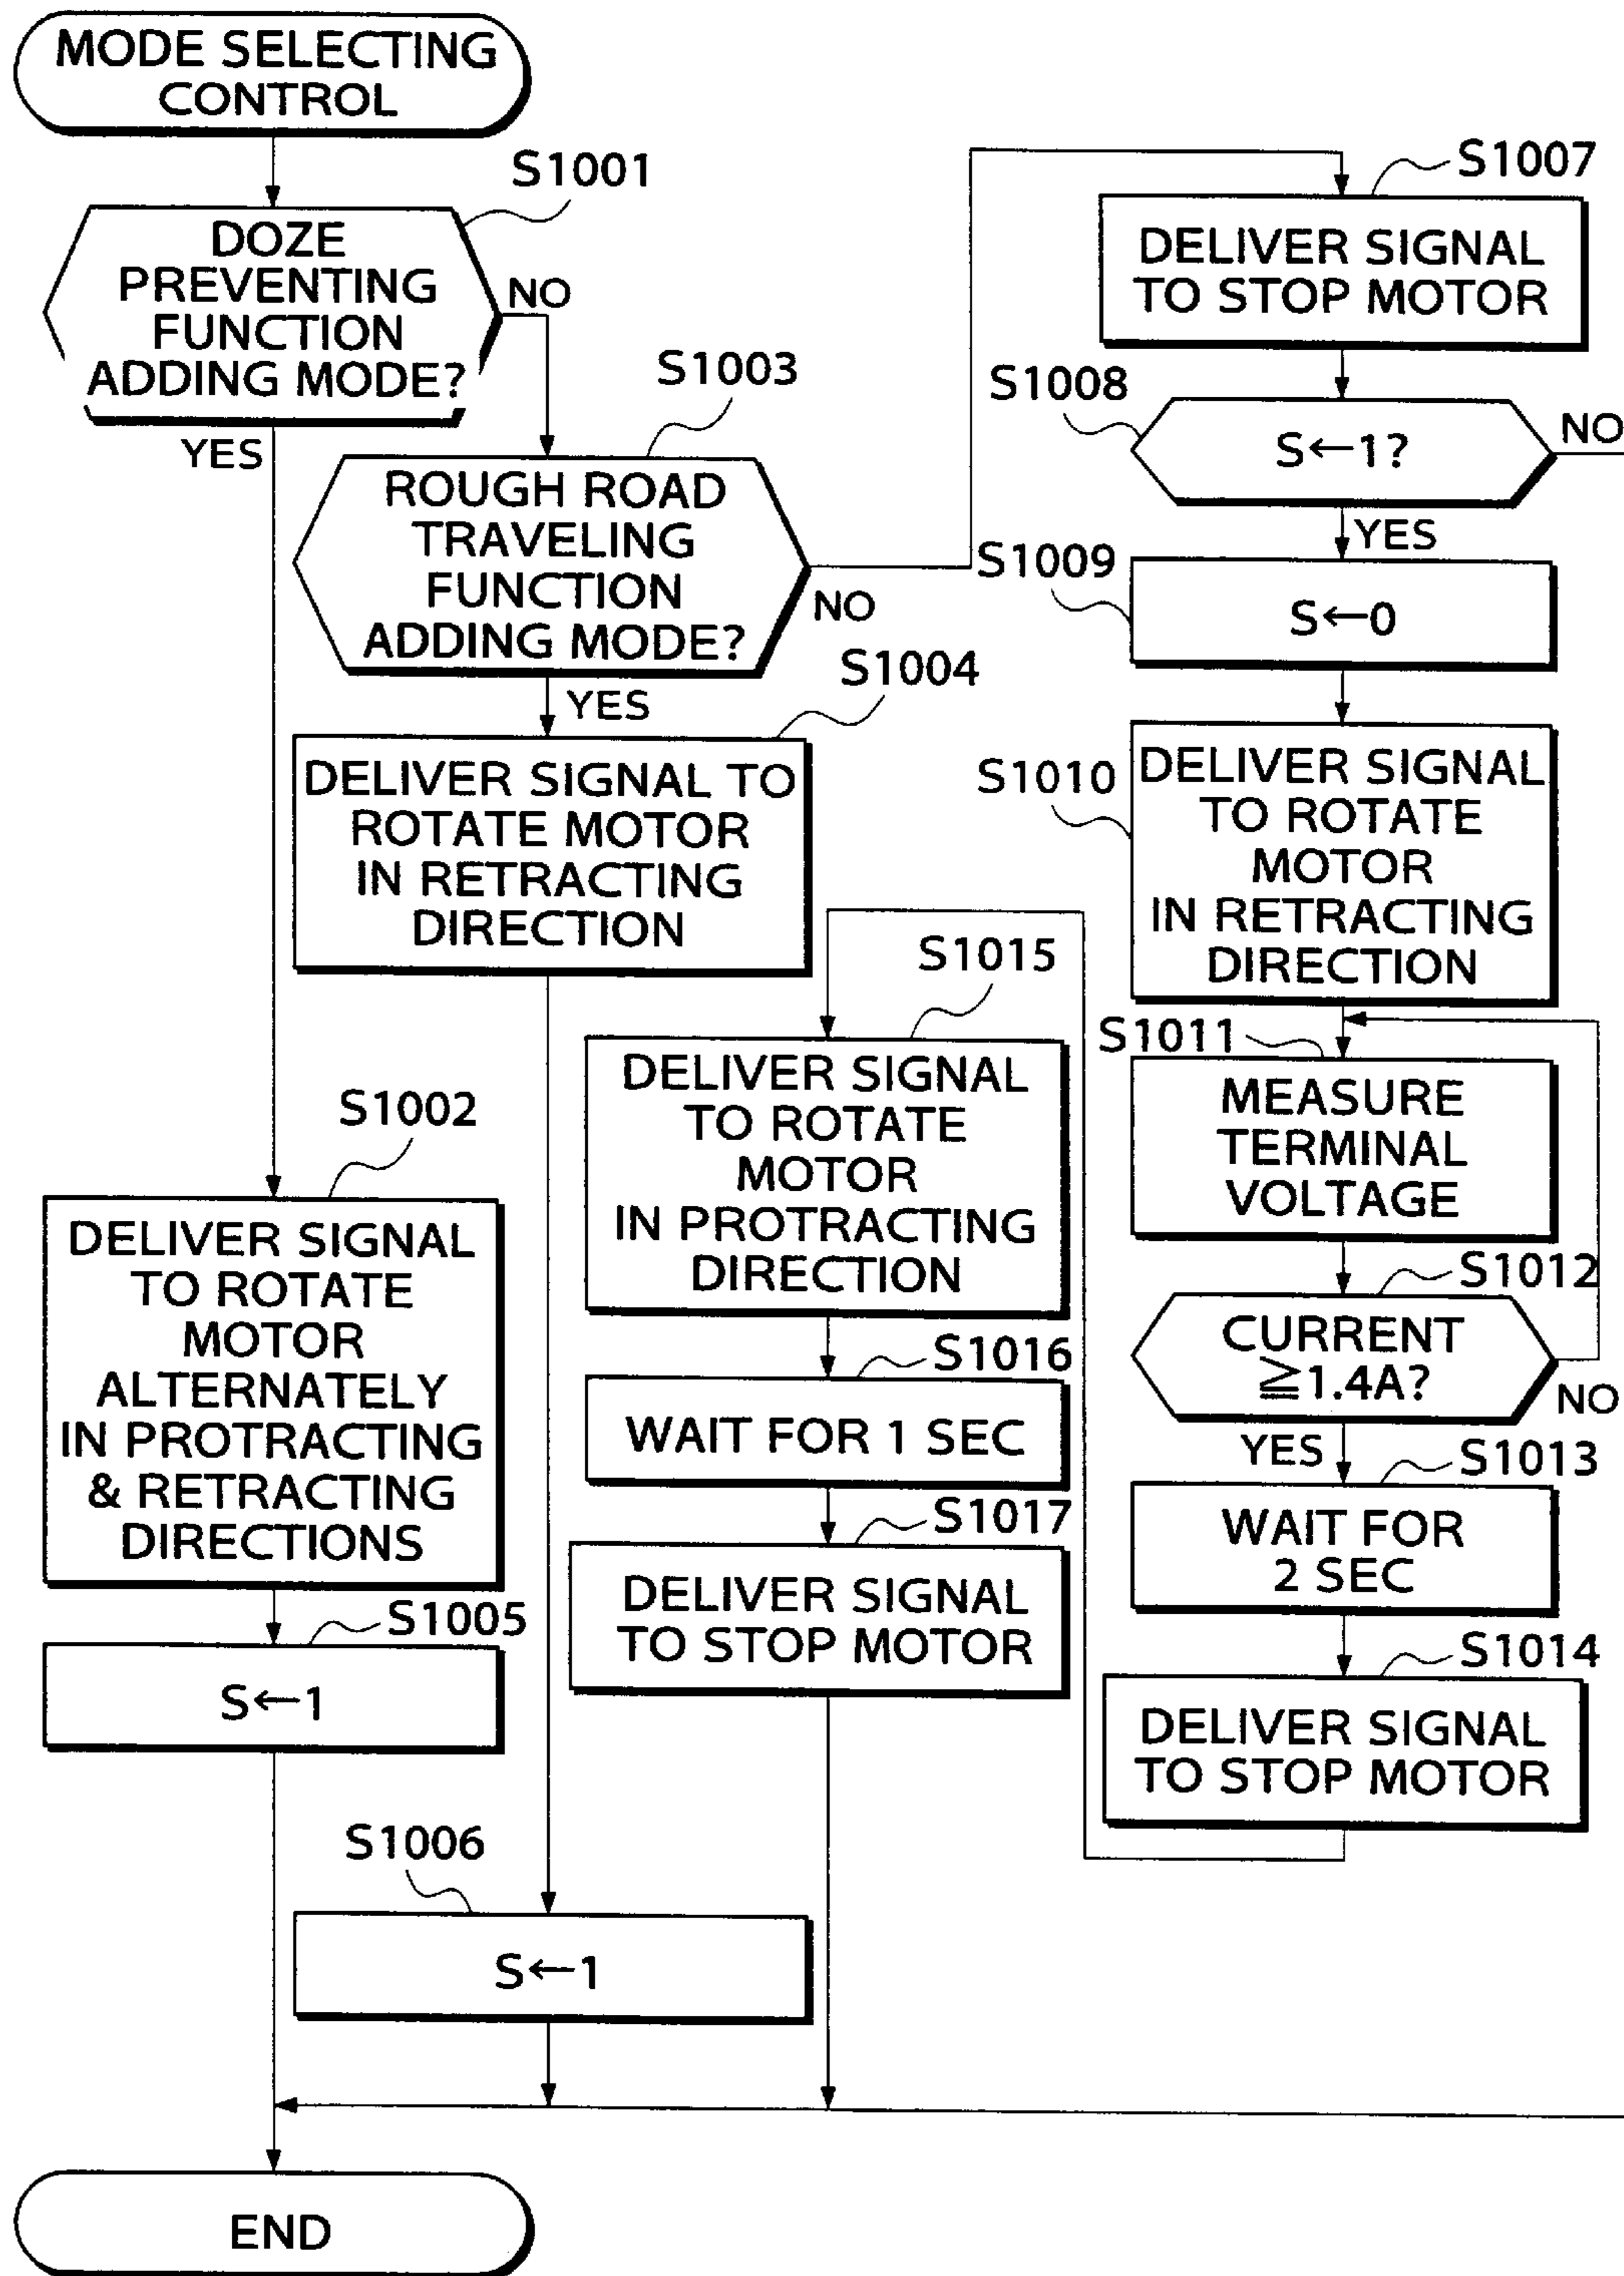 MODE SELECTING
CONTROL
S1001
DOZE
PREVENTING
FUNCTION
ADDING MODE?
NO
YES
S1003
ROUGH ROAD
TRAVELING
FUNCTION
ADDING MODE?
NO
YES
S1004
DELIVER SIGNAL TO
ROTATE MOTOR
IN RETRACTING
DIRECTION
S1002
DELIVER SIGNAL
TO ROTATE
MOTOR
ALTERNATELY
IN PROTRACTING
& RETRACTING
DIRECTIONS
S1005
S←1
S1006
S←1
S1007
DELIVER SIGNAL
TO STOP MOTOR
S1008
S←1?
NO
YES
S1009
S←0
S1010
DELIVER SIGNAL
TO ROTATE
MOTOR
IN RETRACTING
DIRECTION
S1011
MEASURE
TERMINAL
VOLTAGE
S1012
CURRENT
≧1.4A?
NO
YES
S1013
WAIT FOR
2 SEC
S1014
DELIVER SIGNAL
TO STOP MOTOR
S1015
DELIVER SIGNAL
TO ROTATE
MOTOR
IN PROTRACTING
DIRECTION
S1016
WAIT FOR 1 SEC
S1017
DELIVER SIGNAL
TO STOP MOTOR
END